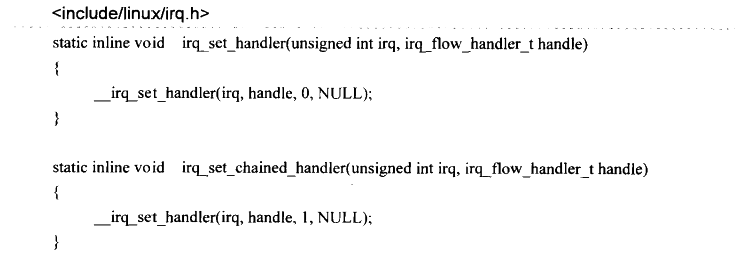 <include/linux/irq.h>
static inline void irq_set_handler(unsigned int irq, irq_flow_handler_t handle)
{
__irq_set_handler(irq, handle, 0, NULL);
}
static inline void irq_set_chained_handler(unsigned int irq, irq_flow_handler_t handle)
{
__irq_set_handler(irq, handle, 1, NULL);
}